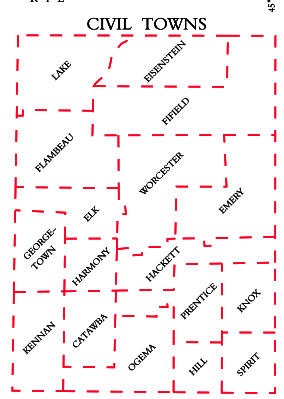 R I E
45°
CIVIL TOWNS
LAKE
EISENSTEIN
FIFIELD
FLAMBEAU
WORCESTER
EMERY
ELK
GEORGE-
TOWN
HARMONY
HACKETT
PRENTICE
KNOX
KENNAN
CATAWBA
OGEMA
HILL
SPIRIT